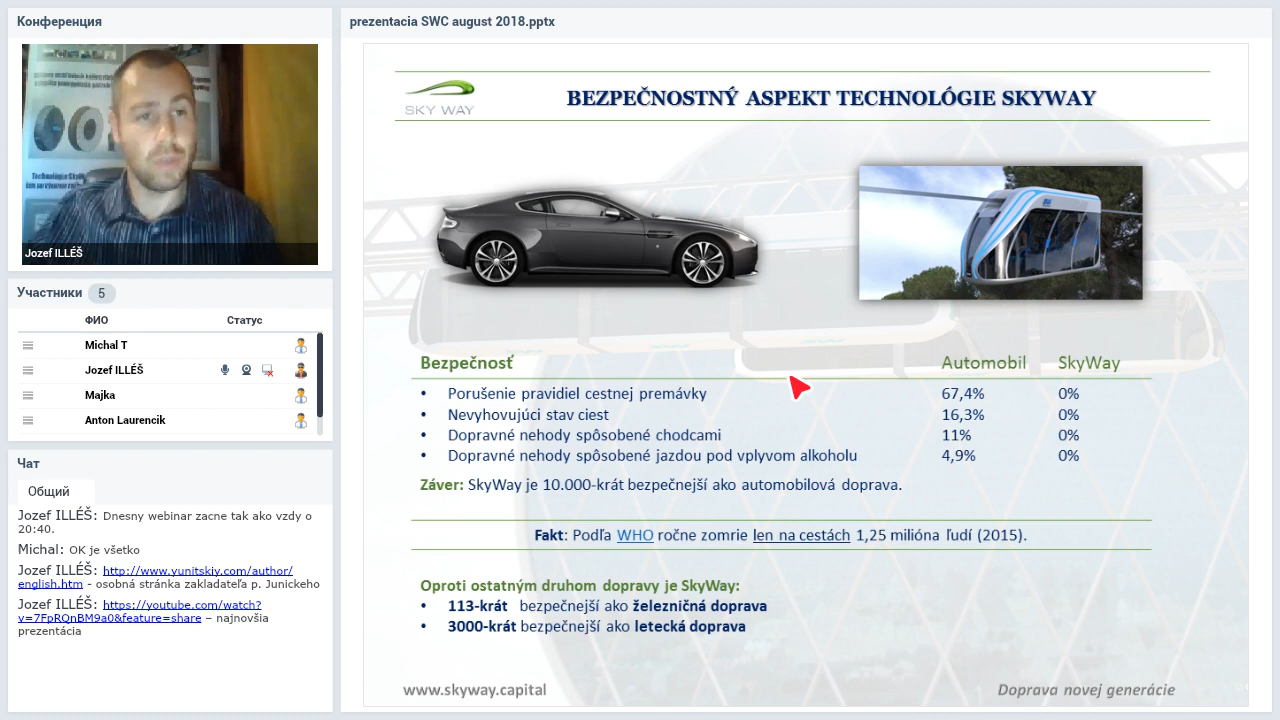 Конференция
Jozef ILLÉŠ
Участники 5
ФИО Статус
Michal T
Jozef ILLÉŠ
Majka
Anton Laurencik
Чат
Общий
Jozef ILLÉŠ: Dnesny webinar zacne tak ako vzdy o
20:40.
Michal: OK je všetko
Jozef ILLÉŠ: http://www.yunitskiy.com/author/
english.htm - osobná stránka zakladateľa p. Junickeho
Jozef ILLÉŠ: https://youtube.com/watch?
v=7FpRQnBM9a0&feature=share – najnovšia
prezentácia
prezentacia SWC august 2018.pptx
SKY WAY
BEZPEČNOSTNÝ ASPEKT TECHNOLÓGIE SKYWAY
Bezpečnosť Automobil SkyWay
• Porušenie pravidiel cestnej premávky 67,4% 0%
• Nevyhovujúci stav ciest 16,3% 0%
• Dopravné nehody spôsobené chodcami 11% 0%
• Dopravné nehody spôsobené jazdou pod vplyvom alkoholu 4,9% 0%
Záver: SkyWay je 10.000-krát bezpečnejší ako automobilová doprava.
Fakt: Podľa WHO ročne zomrie len na cestách 1,25 milióna ľudí (2015).
Oproti ostatným druhom dopravy je SkyWay:
• 113-krát bezpečnejší ako železničná doprava
• 3000-krát bezpečnejší ako letecká doprava
www.skyway.capital
Doprava novej generácie